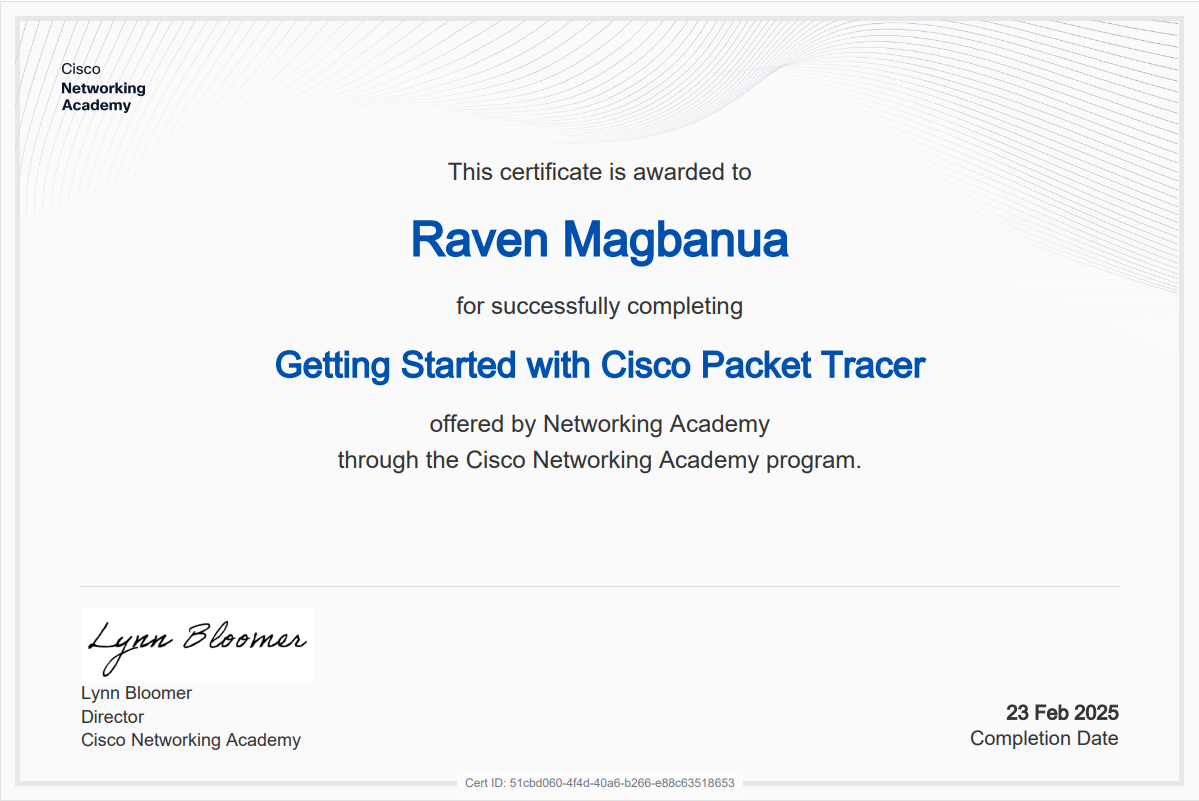 Cisco
Networking
Academy
This certificate is awarded to
Raven Magbanua
for successfully completing
Getting Started with Cisco Packet Tracer
offered by Networking Academy
through the Cisco Networking Academy program.
Lynn Bloomer
Lynn Bloomer
Director
Cisco Networking Academy
23 Feb 2025
Completion Date
Cert ID: 51cbd060-4f4d-40a6-b266-e88c63518653